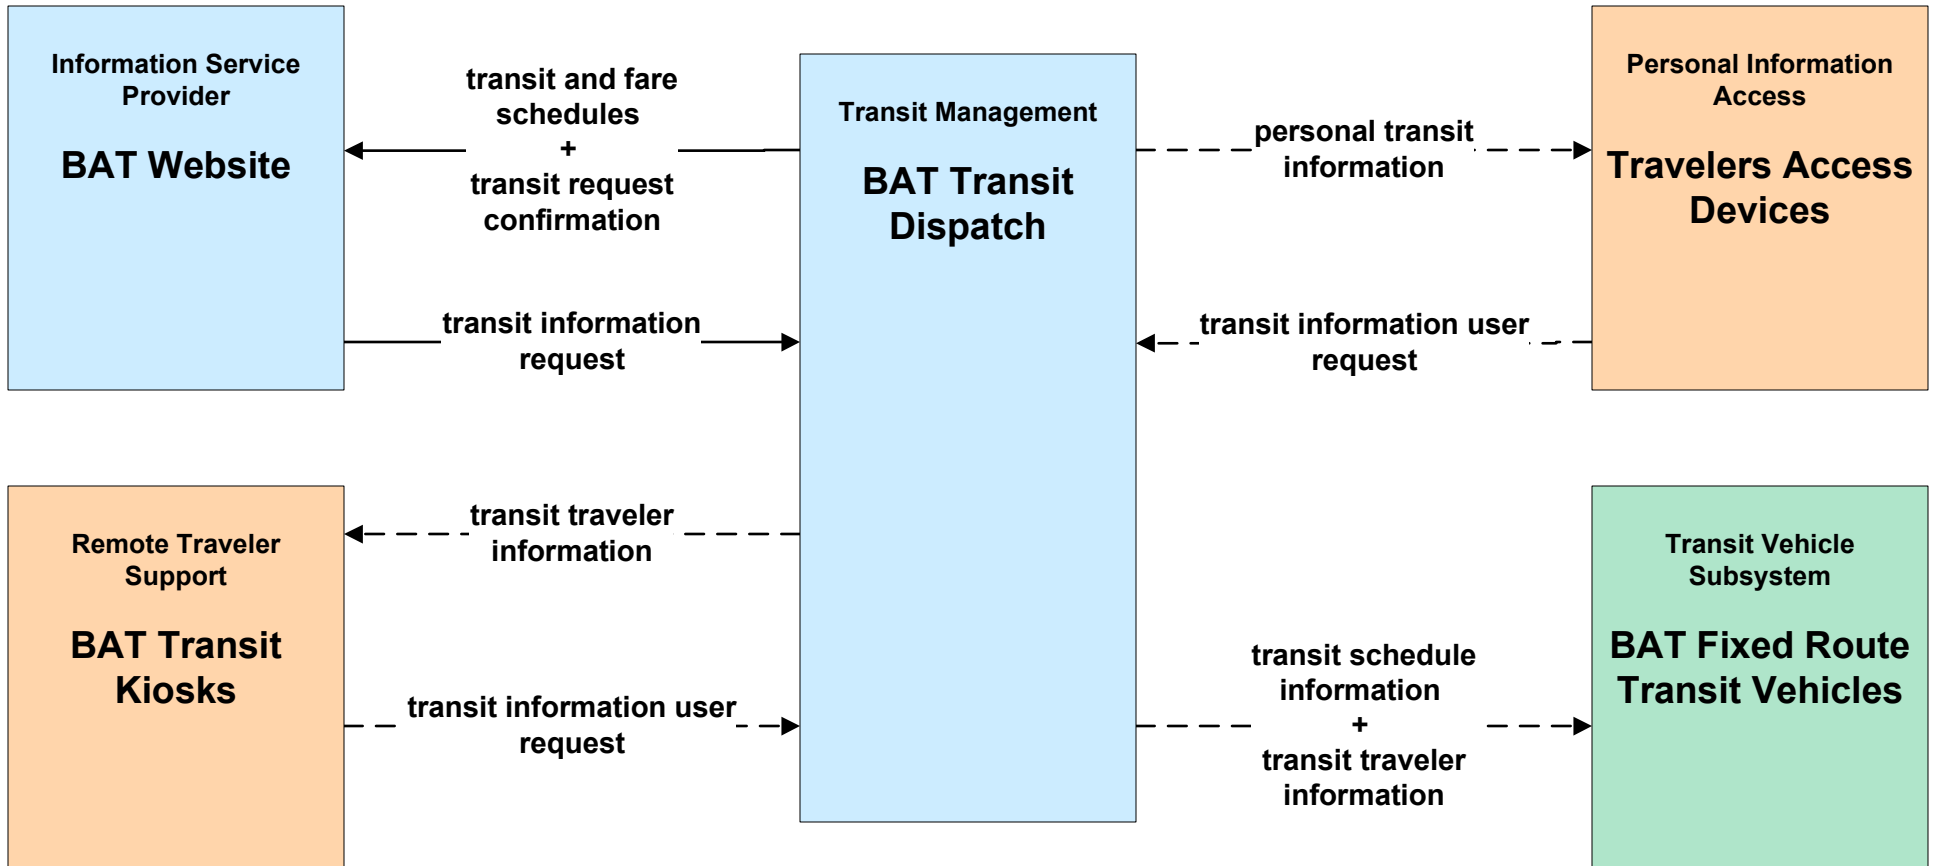 Information Service
Provider
BAT Website
transit and fare
schedules
+
transit request
confirmation
transit information
request
Transit Management
BAT Transit
Dispatch
personal transit
information
transit information user
request
Personal Information
Access
Travelers Access
Devices
Remote Traveler
Support
BAT Transit
Kiosks
transit traveler
information
transit information user
request
transit schedule
information
+
transit traveler
information
Transit Vehicle
Subsystem
BAT Fixed Route
Transit Vehicles